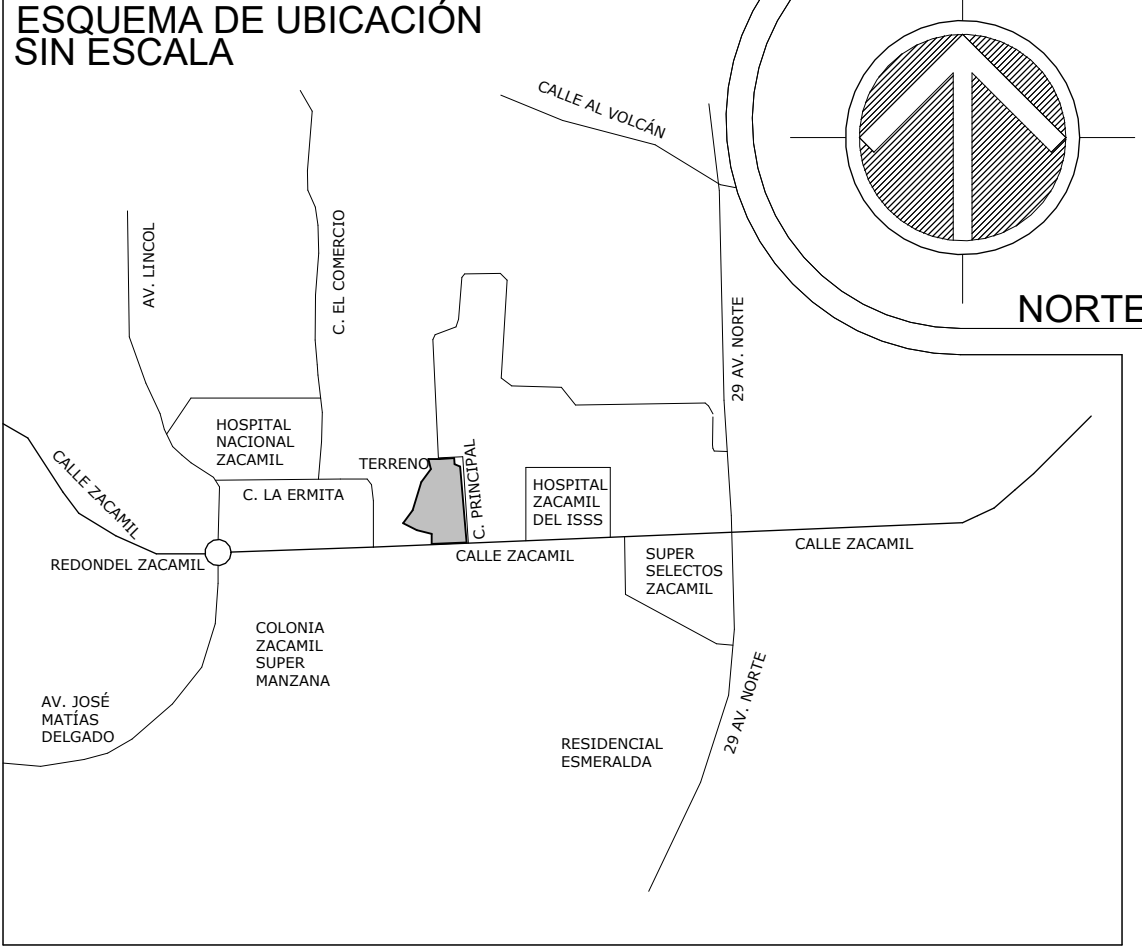 ESQUEMA DE UBICACIÓN
SIN ESCALA
NORTE
CALLE AL VOLCÁN
AV. LINCOL
C. EL COMERCIO
29 AV. NORTE
HOSPITAL
NACIONAL
ZACAMIL
CALLE ZACAMIL
TERRENO
C. PRINCIPAL
C. LA ERMITA
HOSPITAL
ZACAMIL
DEL ISSS
REDONDEL ZACAMIL
CALLE ZACAMIL
CALLE ZACAMIL
SUPER
SELECTOS
ZACAMIL
COLONIA
ZACAMIL
SUPER
MANZANA
AV. JOSÉ
MATÍAS
DELGADO
29 AV. NORTE
RESIDENCIAL
ESMERALDA